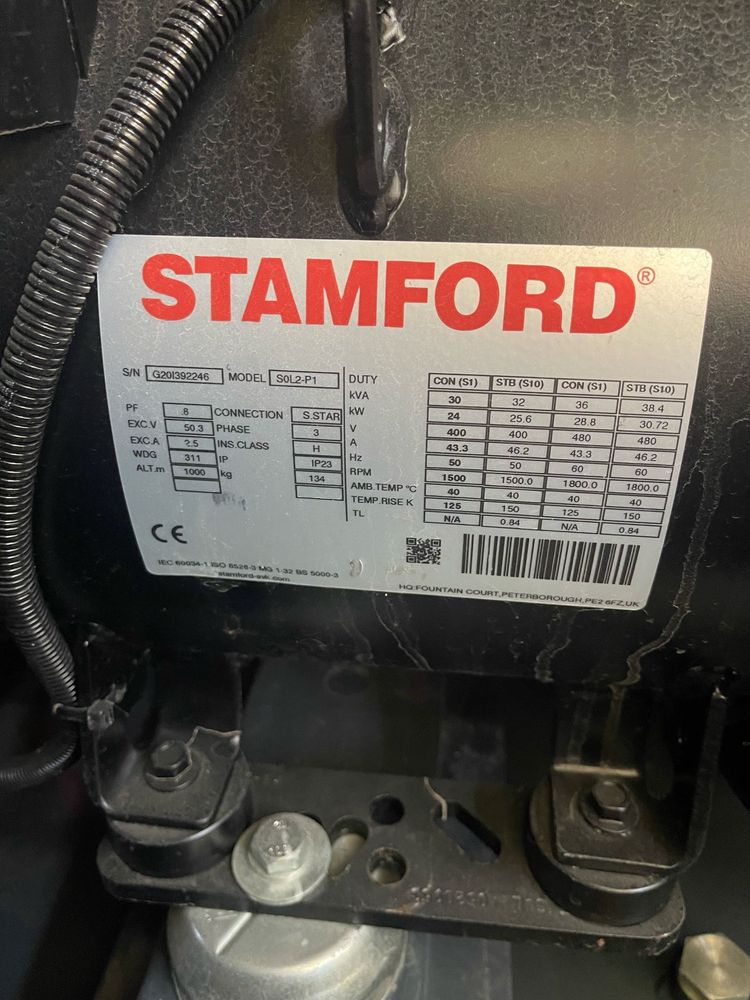 STAMFORD®
S/N G20I392246 MODEL S0L2-P1
PF .8 CONNECTION S.STAR
EXC.V 50.3 PHASE 3
EXC.A 2.5 INS.CLASS H
WDG 311 IP IP23
ALT.m 1000 kg 134
DUTY CON (S1) STB (S10) CON (S1) STB (S10)
kVA 30 32 36 38.4
kW 24 25.6 28.8 30.72
V 400 400 480 480
A 43.3 46.2 43.3 46.2
Hz 50 50 60 60
RPM 1500 1500.0 1800.0 1800.0
AMB.TEMP °C 40 40 40 40
TEMP.RISE K 125 150 125 150
TL N/A 0.84 N/A 0.84
CE
IEC 60034-1 ISO 8528-3 MG 1-32 BS 5000-3
stamford-avk.com
HQ:FOUNTAIN COURT,PETERBOROUGH,PE2 6FZ,UK